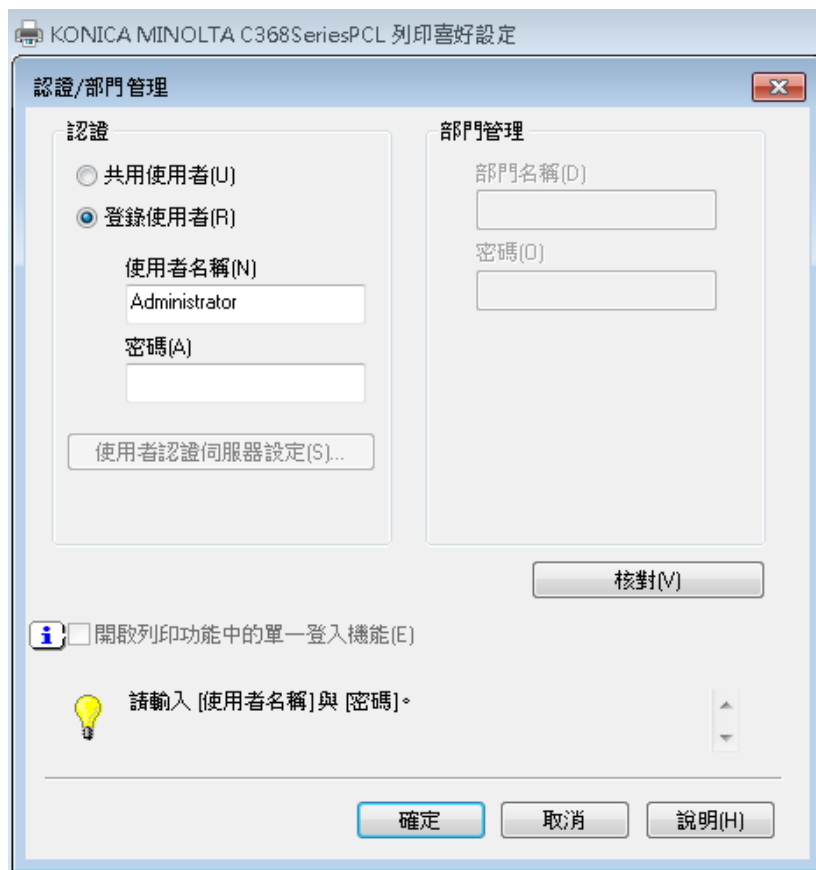 KONICA MINOLTA C368SeriesPCL 列印喜好設定
認證/部門管理
認證
共用使用者(U)
登錄使用者(R)
使用者名稱(N)
Administrator
密碼(A)
使用者認證伺服器設定(S)...
部門管理
部門名稱(D)
密碼(O)
核對(V)
開啟列印功能中的單一登入機能(E)
請輸入 [使用者名稱] 與 [密碼]。
確定
取消
說明(H)